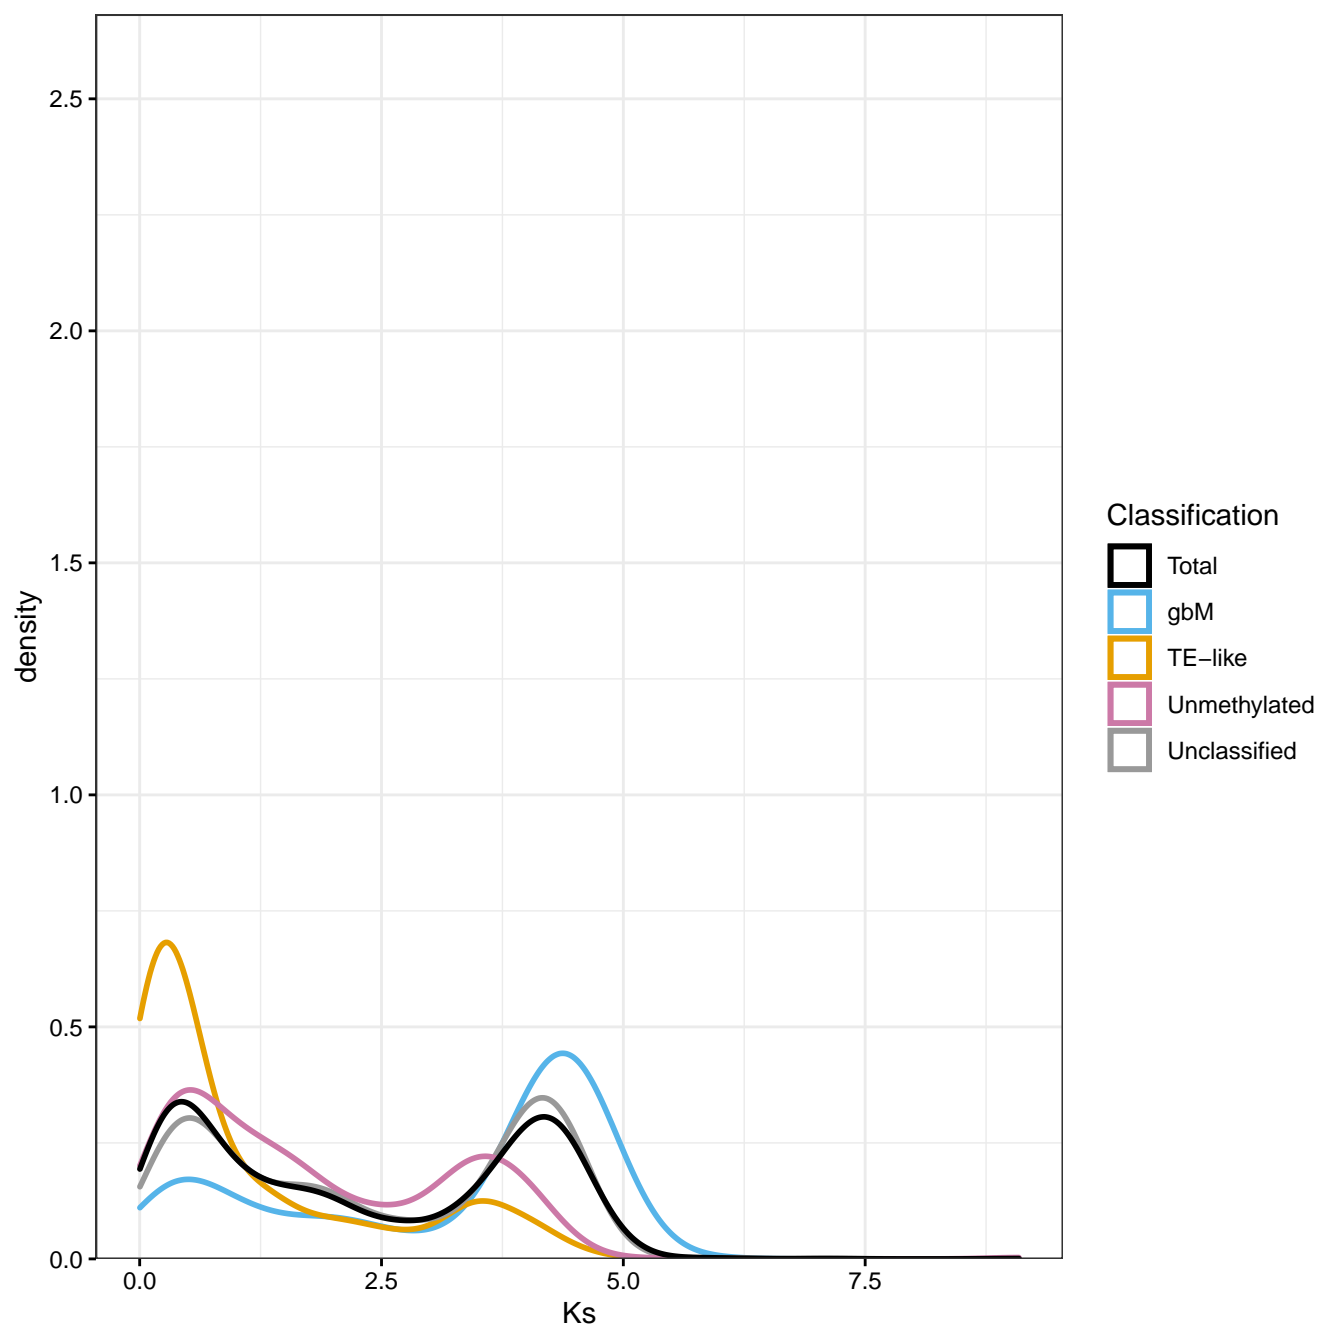 2.5
2.0
1.5
1.0
0.5
0.0
density
0.0 2.5 5.0 7.5
Ks
Classification
Total
gbM
TE−like
Unmethylated
Unclassified